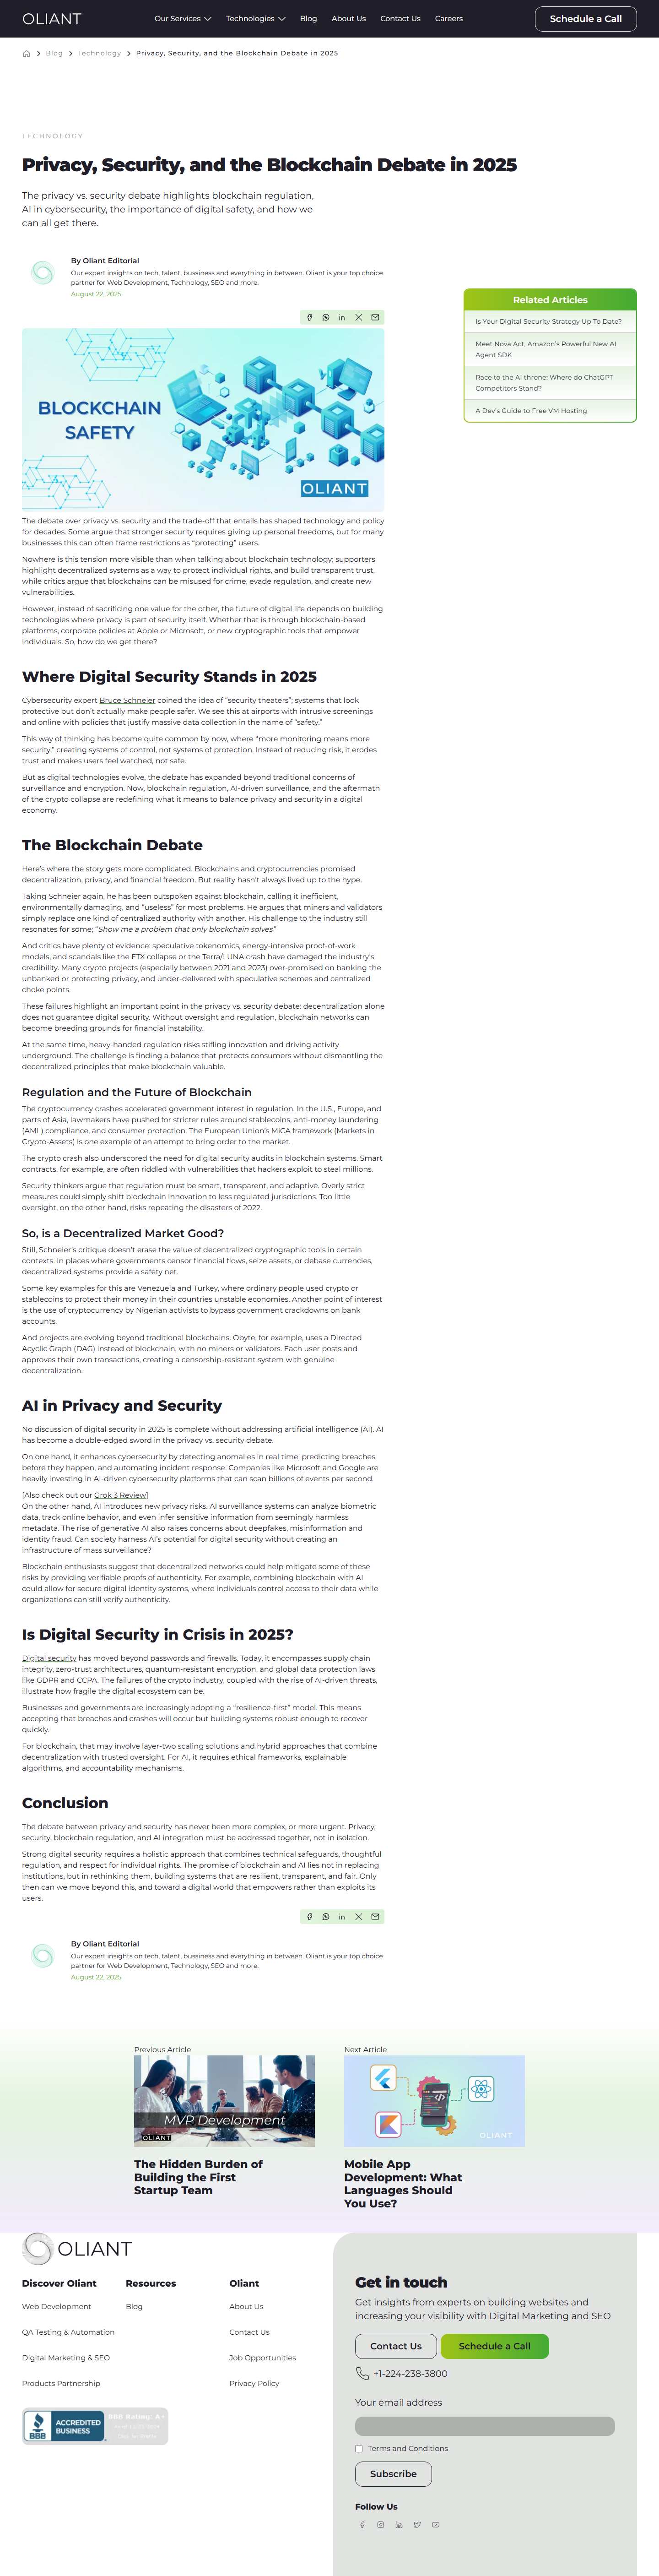 OLIANT
Our Services
Technologies
Blog
About Us
Contact Us
Careers
Schedule a Call
Blog
Technology
Privacy, Security, and the Blockchain Debate in 2025
TECHNOLOGY
Privacy, Security, and the Blockchain Debate in 2025
The privacy vs. security debate highlights blockchain regulation,
AI in cybersecurity, the importance of digital safety, and how we
can all get there.
By Oliant Editorial
Our expert insights on tech, talent, bussiness and everything in between. Oliant is your top choice
partner for Web Development, Technology, SEO and more.
August 22, 2025
Related Articles
Is Your Digital Security Strategy Up To Date?
Meet Nova Act, Amazon's Powerful New AI
Agent SDK
Race to the AI throne: Where do ChatGPT
Competitors Stand?
A Dev's Guide to Free VM Hosting
BLOCKCHAIN
SAFETY
OLIANT
The debate over privacy vs. security and the trade-off that entails has shaped technology and policy
for decades. Some argue that stronger security requires giving up personal freedoms, but for many
businesses this can often frame restrictions as “protecting” users.
Nowhere is this tension more visible than when talking about blockchain technology; supporters
highlight decentralized systems as a way to protect individual rights, and build transparent trust,
while critics argue that blockchains can be misused for crime, evade regulation, and create new
vulnerabilities.
However, instead of sacrificing one value for the other, the future of digital life depends on building
technologies where privacy is part of security itself. Whether that is through blockchain-based
platforms, corporate policies at Apple or Microsoft, or new cryptographic tools that empower
individuals. So, how do we get there?
Where Digital Security Stands in 2025
Cybersecurity expert Bruce Schneier coined the idea of “security theaters”; systems that look
protective but don't actually make people safer. We see this at airports with intrusive screenings
and online with policies that justify massive data collection in the name of “safety.”
This way of thinking has become quite common by now, where “more monitoring means more
security,” creating systems of control, not systems of protection. Instead of reducing risk, it erodes
trust and makes users feel watched, not safe.
But as digital technologies evolve, the debate has expanded beyond traditional concerns of
surveillance and encryption. Now, blockchain regulation, AI-driven surveillance, and the aftermath
of the crypto collapse are redefining what it means to balance privacy and security in a digital
economy.
The Blockchain Debate
Here's where the story gets more complicated. Blockchains and cryptocurrencies promised
decentralization, privacy, and financial freedom. But reality hasn't always lived up to the hype.
Taking Schneier again, he has been outspoken against blockchain, calling it inefficient,
environmentally damaging, and “useless” for most problems. He argues that miners and validators
simply replace one kind of centralized authority with another. His challenge to the industry still
resonates for some; “Show me a problem that only blockchain solves”
And critics have plenty of evidence: speculative tokenomics, energy-intensive proof-of-work
models, and scandals like the FTX collapse or the Terra/LUNA crash have damaged the industry's
credibility. Many crypto projects (especially between 2021 and 2023) over-promised on banking the
unbanked or protecting privacy, and under-delivered with speculative schemes and centralized
choke points.
These failures highlight an important point in the privacy vs. security debate: decentralization alone
does not guarantee digital security. Without oversight and regulation, blockchain networks can
become breeding grounds for financial instability.
At the same time, heavy-handed regulation risks stifling innovation and driving activity
underground. The challenge is finding a balance that protects consumers without dismantling the
decentralized principles that make blockchain valuable.
Regulation and the Future of Blockchain
The cryptocurrency crashes accelerated government interest in regulation. In the U.S., Europe, and
parts of Asia, lawmakers have pushed for stricter rules around stablecoins, anti-money laundering
(AML) compliance, and consumer protection. The European Union's MiCA framework (Markets in
Crypto-Assets) is one example of an attempt to bring order to the market.
The crypto crash also underscored the need for digital security audits in blockchain systems. Smart
contracts, for example, are often riddled with vulnerabilities that hackers exploit to steal millions.
Security thinkers argue that regulation must be smart, transparent, and adaptive. Overly strict
measures could simply shift blockchain innovation to less regulated jurisdictions. Too little
oversight, on the other hand, risks repeating the disasters of 2022.
So, is a Decentralized Market Good?
Still, Schneier's critique doesn't erase the value of decentralized cryptographic tools in certain
contexts. In places where governments censor financial flows, seize assets, or debase currencies,
decentralized systems provide a safety net.
Some key examples for this are Venezuela and Turkey, where ordinary people used crypto or
stablecoins to protect their money in their countries unstable economies. Another point of interest
is the use of cryptocurrency by Nigerian activists to bypass government crackdowns on bank
accounts.
And projects are evolving beyond traditional blockchains. Obyte, for example, uses a Directed
Acyclic Graph (DAG) instead of blockchain, with no miners or validators. Each user posts and
approves their own transactions, creating a censorship-resistant system with genuine
decentralization.
AI in Privacy and Security
No discussion of digital security in 2025 is complete without addressing artificial intelligence (AI). AI
has become a double-edged sword in the privacy vs. security debate.
On one hand, it enhances cybersecurity by detecting anomalies in real time, predicting breaches
before they happen, and automating incident response. Companies like Microsoft and Google are
heavily investing in AI-driven cybersecurity platforms that can scan billions of events per second.
[Also check out our Grok 3 Review]
On the other hand, AI introduces new privacy risks. AI surveillance systems can analyze biometric
data, track online behavior, and even infer sensitive information from seemingly harmless
metadata. The rise of generative AI also raises concerns about deepfakes, misinformation and
identity fraud. Can society harness AI's potential for digital security without creating an
infrastructure of mass surveillance?
Blockchain enthusiasts suggest that decentralized networks could help mitigate some of these
risks by providing verifiable proofs of authenticity. For example, combining blockchain with AI
could allow for secure digital identity systems, where individuals control access to their data while
organizations can still verify authenticity.
Is Digital Security in Crisis in 2025?
Digital security has moved beyond passwords and firewalls. Today, it encompasses supply chain
integrity, zero-trust architectures, quantum-resistant encryption, and global data protection laws
like GDPR and CCPA. The failures of the crypto industry, coupled with the rise of AI-driven threats,
illustrate how fragile the digital ecosystem can be.
Businesses and governments are increasingly adopting a “resilience-first” model. This means
accepting that breaches and crashes will occur but building systems robust enough to recover
quickly.
For blockchain, that may involve layer-two scaling solutions and hybrid approaches that combine
decentralization with trusted oversight. For AI, it requires ethical frameworks, explainable
algorithms, and accountability mechanisms.
Conclusion
The debate between privacy and security has never been more complex, or more urgent. Privacy,
security, blockchain regulation, and AI integration must be addressed together, not in isolation.
Strong digital security requires a holistic approach that combines technical safeguards, thoughtful
regulation, and respect for individual rights. The promise of blockchain and AI lies not in replacing
institutions, but in rethinking them, building systems that are resilient, transparent, and fair. Only
then can we move beyond this, and toward a digital world that empowers rather than exploits its
users.
By Oliant Editorial
Our expert insights on tech, talent, bussiness and everything in between. Oliant is your top choice
partner for Web Development, Technology, SEO and more.
August 22, 2025
Previous Article
MVP Development
OLIANT
The Hidden Burden of
Building the First
Startup Team
Next Article
OLIANT
Mobile App
Development: What
Languages Should
You Use?
OLIANT
Discover Oliant
Web Development
QA Testing & Automation
Digital Marketing & SEO
Products Partnership
Resources
Blog
Oliant
About Us
Contact Us
Job Opportunities
Privacy Policy
BBB
ACCREDITED
BUSINESS
BBB Rating: A+
Get in touch
Get insights from experts on building websites and
increasing your visibility with Digital Marketing and SEO
Contact Us
Schedule a Call
+1-224-238-3800
Your email address
Terms and Conditions
Subscribe
Follow Us